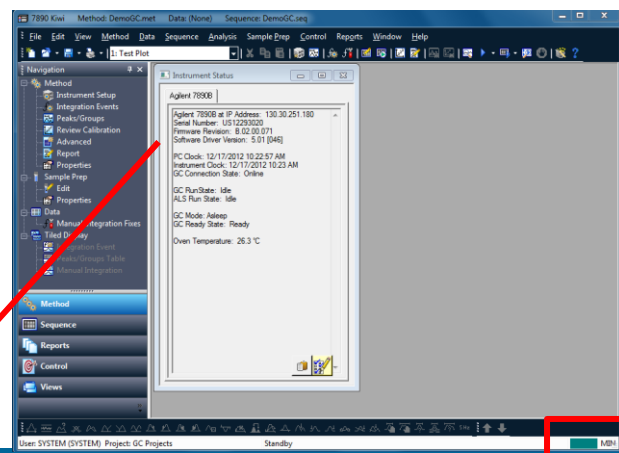 7890 Kiwi   Method: DemoGC.met   Data: (None)   Sequence: DemoGC.seq
File Edit View Method Data Sequence Analysis Sample Prep Control Reports Window Help
1: Test Plot
Navigation
Method
Instrument Setup
Integration Events
Peaks/Groups
Review Calibration
Advanced
Report
Properties
Sample Prep
Edit
Properties
Data
Manual Integration Fixes
Tiled Display
Integration Event
Peaks/Groups Table
Manual Integration
Method
Sequence
Reports
Control
Views
Instrument Status
Agilent 7890B
Agilent 7890B at IP Address: 130.30.251.180
Serial Number: US12293020
Firmware Revision: B.02.00.071
Software Driver Version: 5.01 [046]
PC Clock: 12/17/2012 10:22:57 AM
Instrument Clock: 12/17/2012 10:23 AM
GC Connection State: Online
GC RunState: Idle
ALS Run State: Idle
GC Mode: Asleep
GC Ready State: Ready
Oven Temperature: 26.3 °C
User: SYSTEM (SYSTEM) Project: GC Projects
Standby
MIN